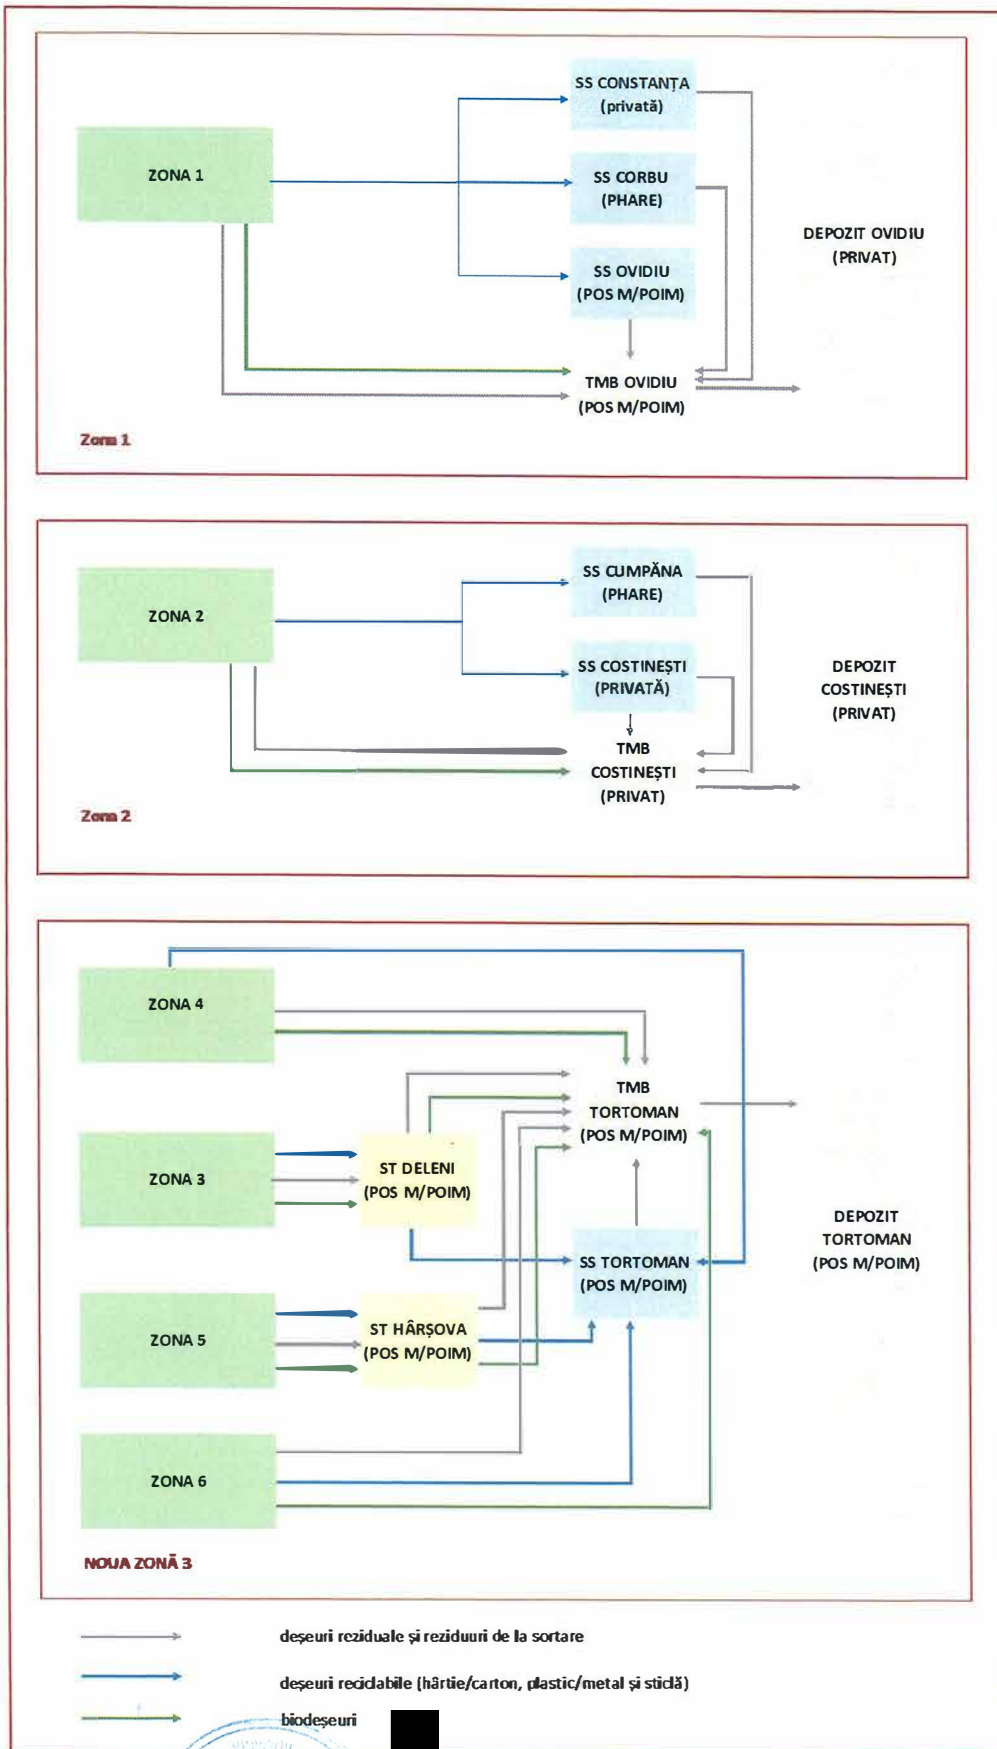 SS CONSTANȚA
(privată)
ZONA 1
SS CORBU
(PHARE)
DEPOZIT OVIDIU
(PRIVAT)
SS OVIDIU
(POS M/POIM)
TMB OVIDIU
(POS M/POIM)
Zona 1
SS CUMPĂNA
(PHARE)
ZONA 2
SS COSTINEȘTI
(PRIVATĂ)
DEPOZIT
COSTINEȘTI
(PRIVAT)
TMB
COSTINEȘTI
(PRIVAT)
Zona 2
ZONA 4
TMB
TORTOMAN
(POS M/POIM)
ZONA 3
ST DELENI
(POS M/POIM)
DEPOZIT
TORTOMAN
(POS M/POIM)
SS TORTOMAN
(POS M/POIM)
ZONA 5
ST HÂRȘOVA
(POS M/POIM)
ZONA 6
NOUA ZONĂ 3
deșeuri reziduale și reziduuri de la sortare
deșeuri reciclabile (hârtie/carton, plastic/metal și sticlă)
biodeșeuri